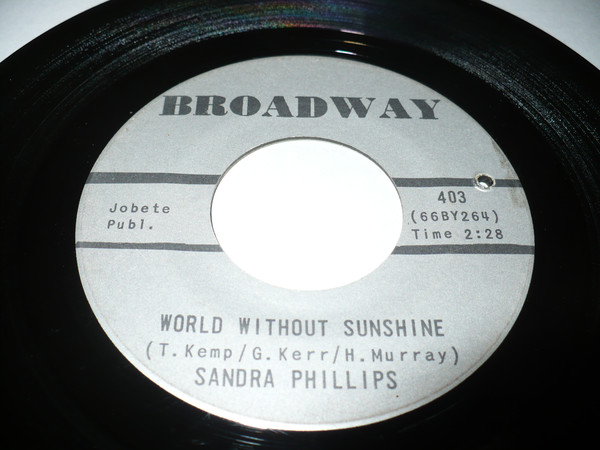 BROADWAY
Jobete
Publ.
403
(66BY264)
Time 2:28
WORLD WITHOUT SUNSHINE
(T. Kemp/G. Kerr/H. Murray)
SANDRA PHILLIPS